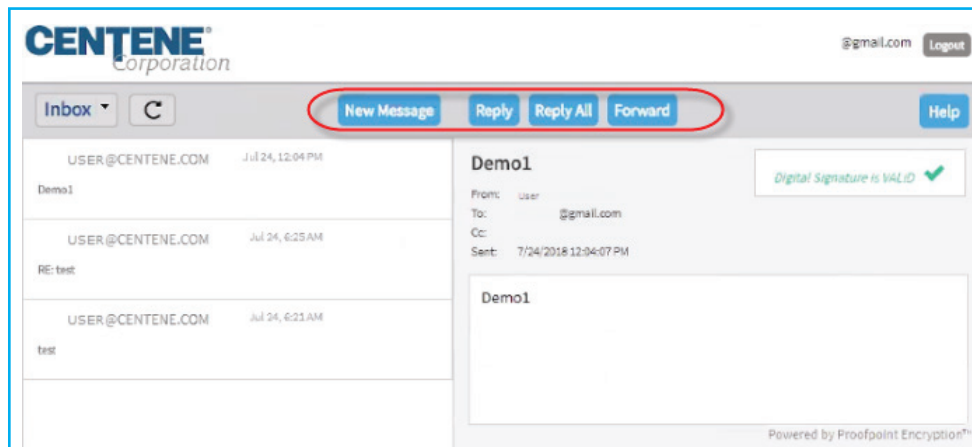 CENTENE®
Corporation
@gmail.com Logout
Inbox New Message Reply Reply All Forward Help
USER@CENTENE.COM Jul 24, 12:04 PM
Demo1
USER@CENTENE.COM Jul 24, 6:25 AM
RE: test
USER@CENTENE.COM Jul 24, 6:21 AM
test
Demo1
Digital Signature is VALID
From: User
To: @gmail.com
Cc:
Sent: 7/24/2018 12:04:07 PM
Demo1
Powered by Proofpoint Encryption™